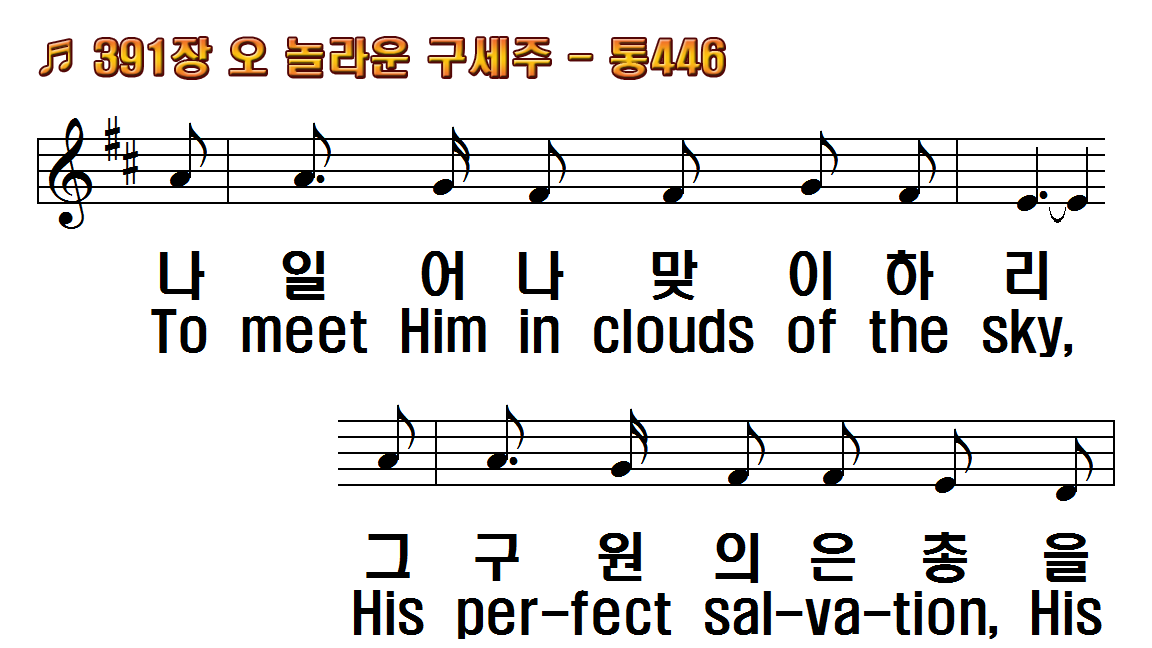 ♬ 391장 오 놀라운 구세주 - 통446
나 일 어 나 맞 이 하 리
To meet Him in clouds of the sky,
그 구 원 의 은 총 을
His per-fect sal-va-tion, His